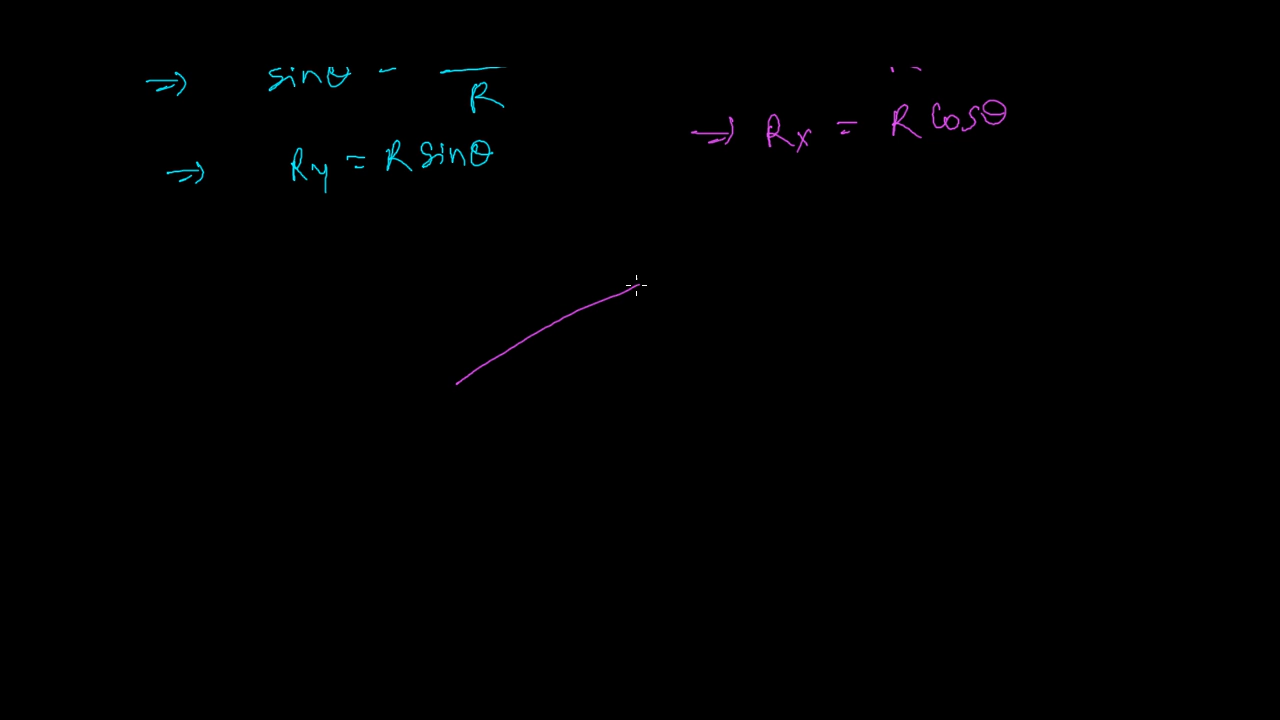 ⇒ sinθ = ‾R
⇒ Ry = R sinθ
⇒ Rx = R cosθ